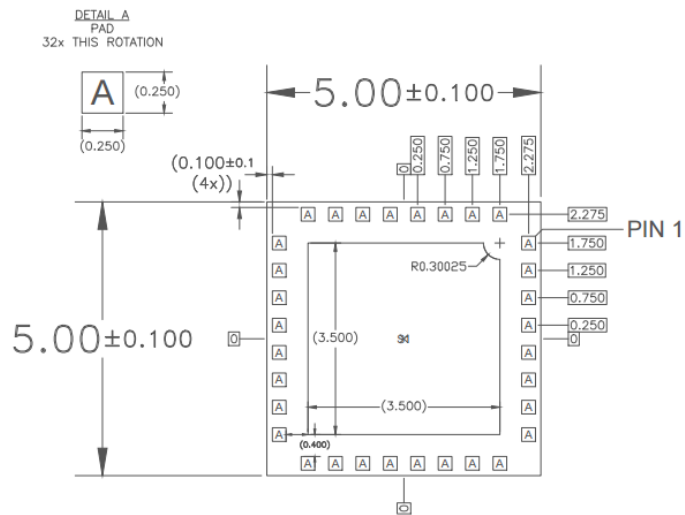 DETAIL A
PAD
32x THIS ROTATION
A
(0.250)
(0.250)
5.00±0.100
(0.100±0.1
(4x))
0
0.250
0.750
1.250
1.750
2.275
A A A A A A A A
2.275
PIN 1
A
A
1.750
R0.30025
A
A
1.250
A
A
0.750
A
A
0.250
5.00±0.100
0
(3.500)
0
A
A
A
A
A
A
(3.500)
A
A
(0.400)
A A A A A A A A
0